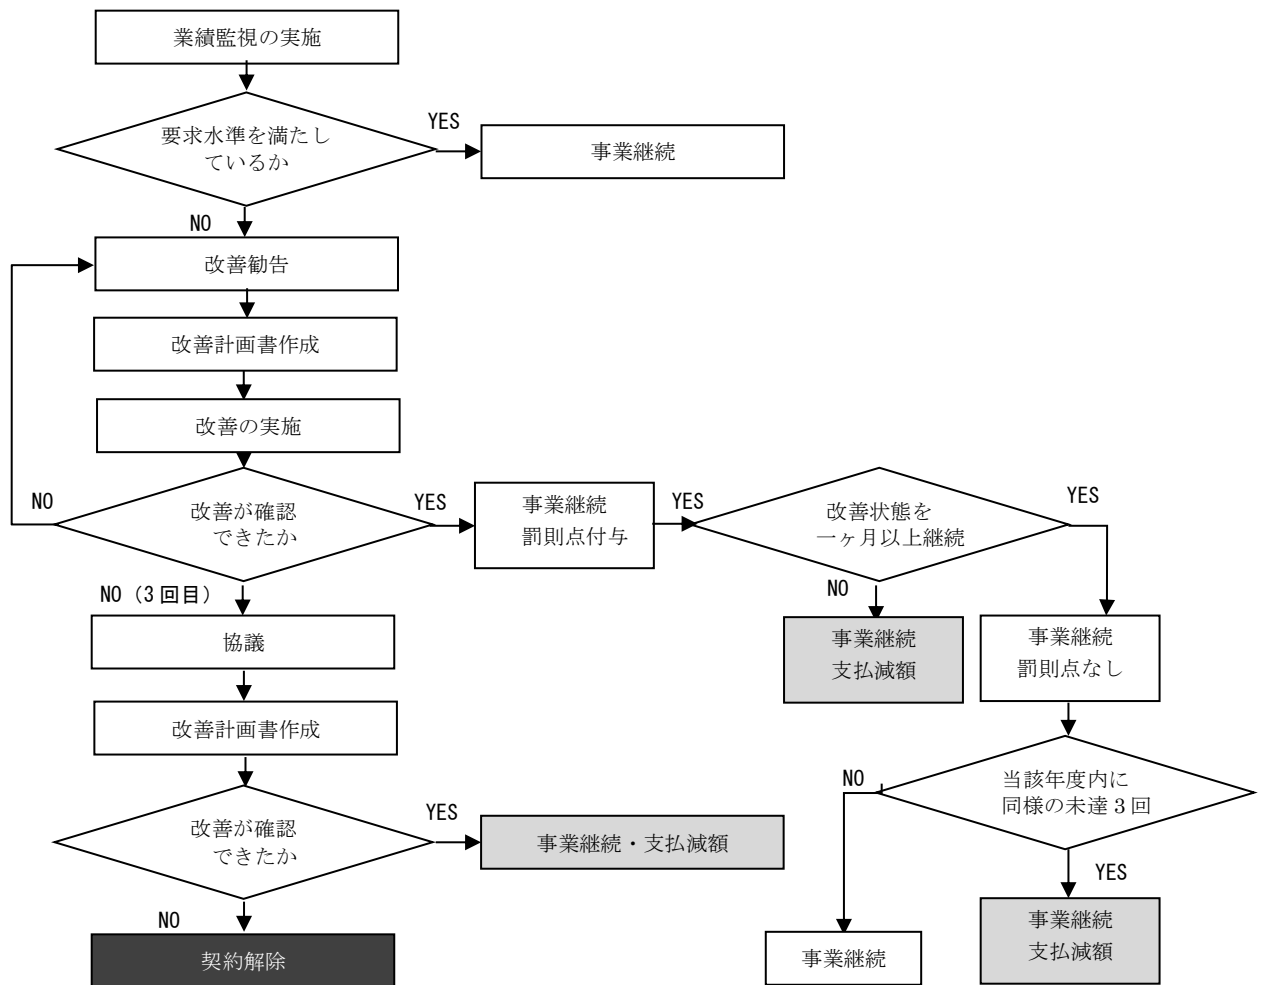 業績監視の実施
要求水準を満たし
ているか
YES
事業継続
NO
改善勧告
改善計画書作成
改善の実施
NO
改善が確認
できたか
YES
事業継続
罰則点付与
YES
改善状態を
一ヶ月以上継続
YES
NO
NO（3回目）
協議
事業継続
支払減額
事業継続
罰則点なし
改善計画書作成
NO
当該年度内に
同様の未達3回
改善が確認
できたか
YES
事業継続・支払減額
YES
NO
契約解除
事業継続
事業継続
支払減額